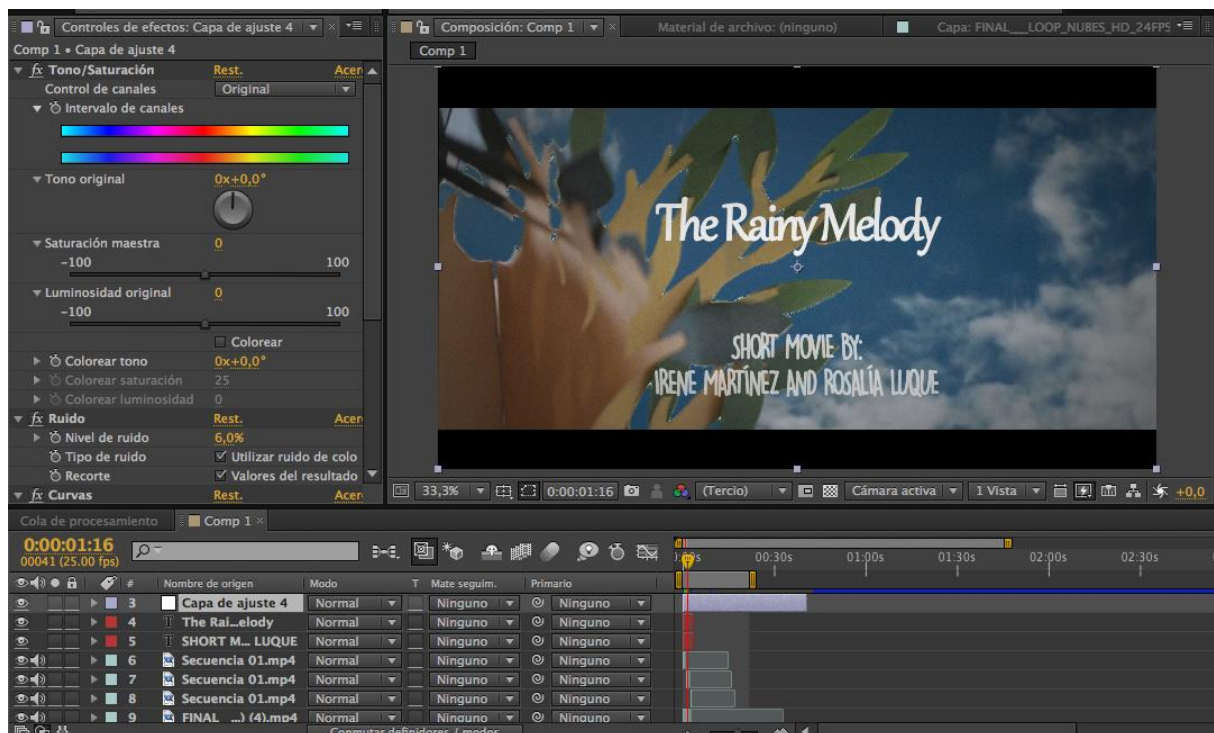 Controles de efectos: Capa de ajuste 4
Comp 1 • Capa de ajuste 4
fx Tono/Saturación Rest. Acer
Control de canales Original
Intervalo de canales
Tono original 0x+0,0°
Saturación maestra 0
-100 100
Luminosidad original 0
-100 100
Colorear
Colorear tono 0x+0,0°
Colorear saturación 25
Colorear luminosidad 0
fx Ruido Rest. Acer
Nivel de ruido 6,0%
Tipo de ruido Utilizar ruido de colo
Recorte Valores del resultado
fx Curvas Rest. Acer
Composición: Comp 1 Material de archivo: (ninguno) Capa: FINAL___LOOP_NUBES_HD_24FPS
Comp 1
The Rainy Melody
SHORT MOVIE BY:
IRENE MARTÍNEZ AND ROSALÍA LUQUE
33,3% 0:00:01:16 (Tercio) Cámara activa 1 Vista +0,0
Cola de procesamiento Comp 1
0:00:01:16
00041 (25.00 fps)
00:30s 01:00s 01:30s 02:00s 02:30s
# Nombre de origen Modo T Mate seguim. Primario
3 Capa de ajuste 4 Normal Ninguno Ninguno
4 T The Rai...elody Normal Ninguno Ninguno
5 T SHORT M... LUQUE Normal Ninguno Ninguno
6 Secuencia 01.mp4 Normal Ninguno Ninguno
7 Secuencia 01.mp4 Normal Ninguno Ninguno
8 Secuencia 01.mp4 Normal Ninguno Ninguno
9 FINAL ...) (4).mp4 Normal Ninguno Ninguno
Conmutar definidores / modos